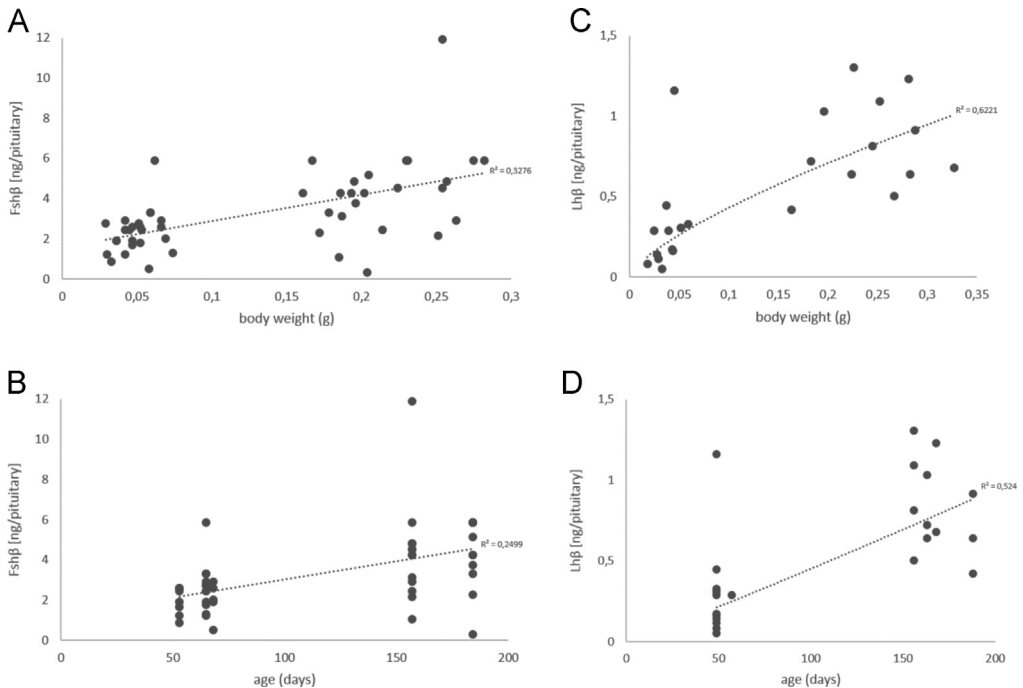 A
Fshβ [ng/pituitary]
12
10
8
6
4
2
0
R² = 0,3276
0 0,05 0,1 0,15 0,2 0,25 0,3
body weight (g)
C
Lhβ [ng/pituitary]
1,5
1
0,5
0
R² = 0,6221
0 0,05 0,1 0,15 0,2 0,25 0,3 0,35
body weight (g)
B
Fshβ [ng/pituitary]
12
10
8
6
4
2
0
R² = 0,2499
0 50 100 150 200
age (days)
D
Lhβ [ng/pituitary]
1,5
1
0,5
0
R² = 0,524
0 50 100 150 200
age (days)